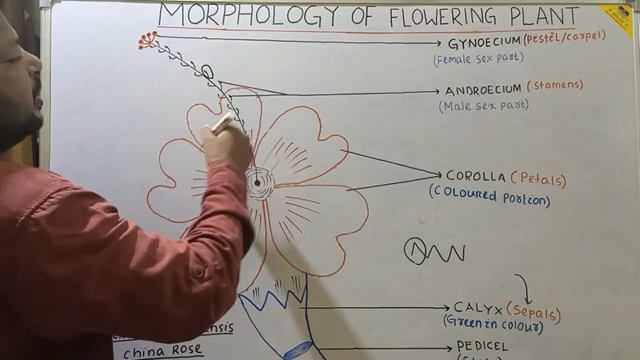 MORPHOLOGY OF FLOWERING PLANT
GYNOECIUM (Pistil/carpel)
(Female sex part)
ANDROECIUM (Stamens)
(Male sex part)
COROLLA (Petals)
(COLOURED PORTION)
CALYX (Sepals)
(Green in colour)
PEDICEL
CHINA ROSE